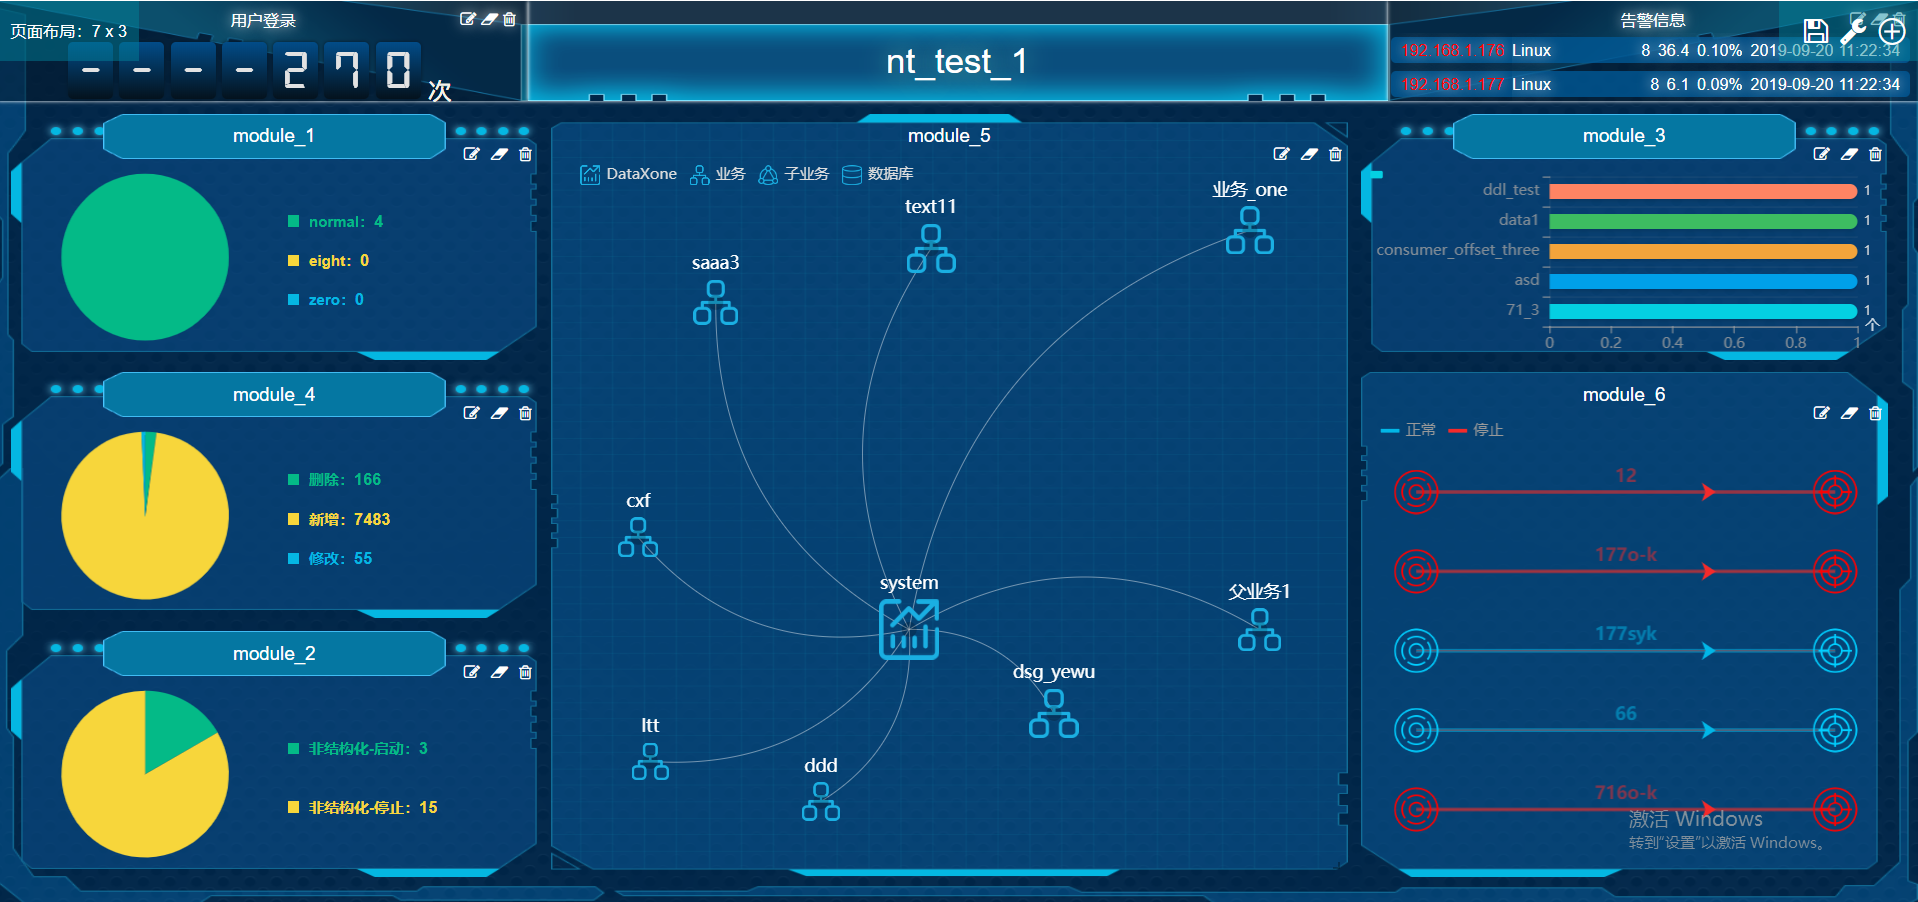 页面布局：7 x 3
用户登录
- - - - 270 次
nt_test_1
告警信息
192.168.1.176 Linux 8 36.4 0.10% 2019-09-20 11:22:34
192.168.1.177 Linux 8 6.1 0.09% 2019-09-20 11:22:34
module_1
normal：4
eight：0
zero：0
module_4
删除：166
新增：7483
修改：55
module_2
非结构化-启动：3
非结构化-停止：15
module_5
DataXone 业务 子业务 数据库
text11
业务_one
saaa3
cxf
system
父业务1
dsg_yewu
ltt
ddd
module_3
ddl_test 1
data1 1
consumer_offset_three 1
asd 1
71_3 1
个
0 0.2 0.4 0.6 0.8 1
module_6
正常 停止
12
177o-k
177syk
66
716o-k
激活 Windows
转到"设置"以激活 Windows。